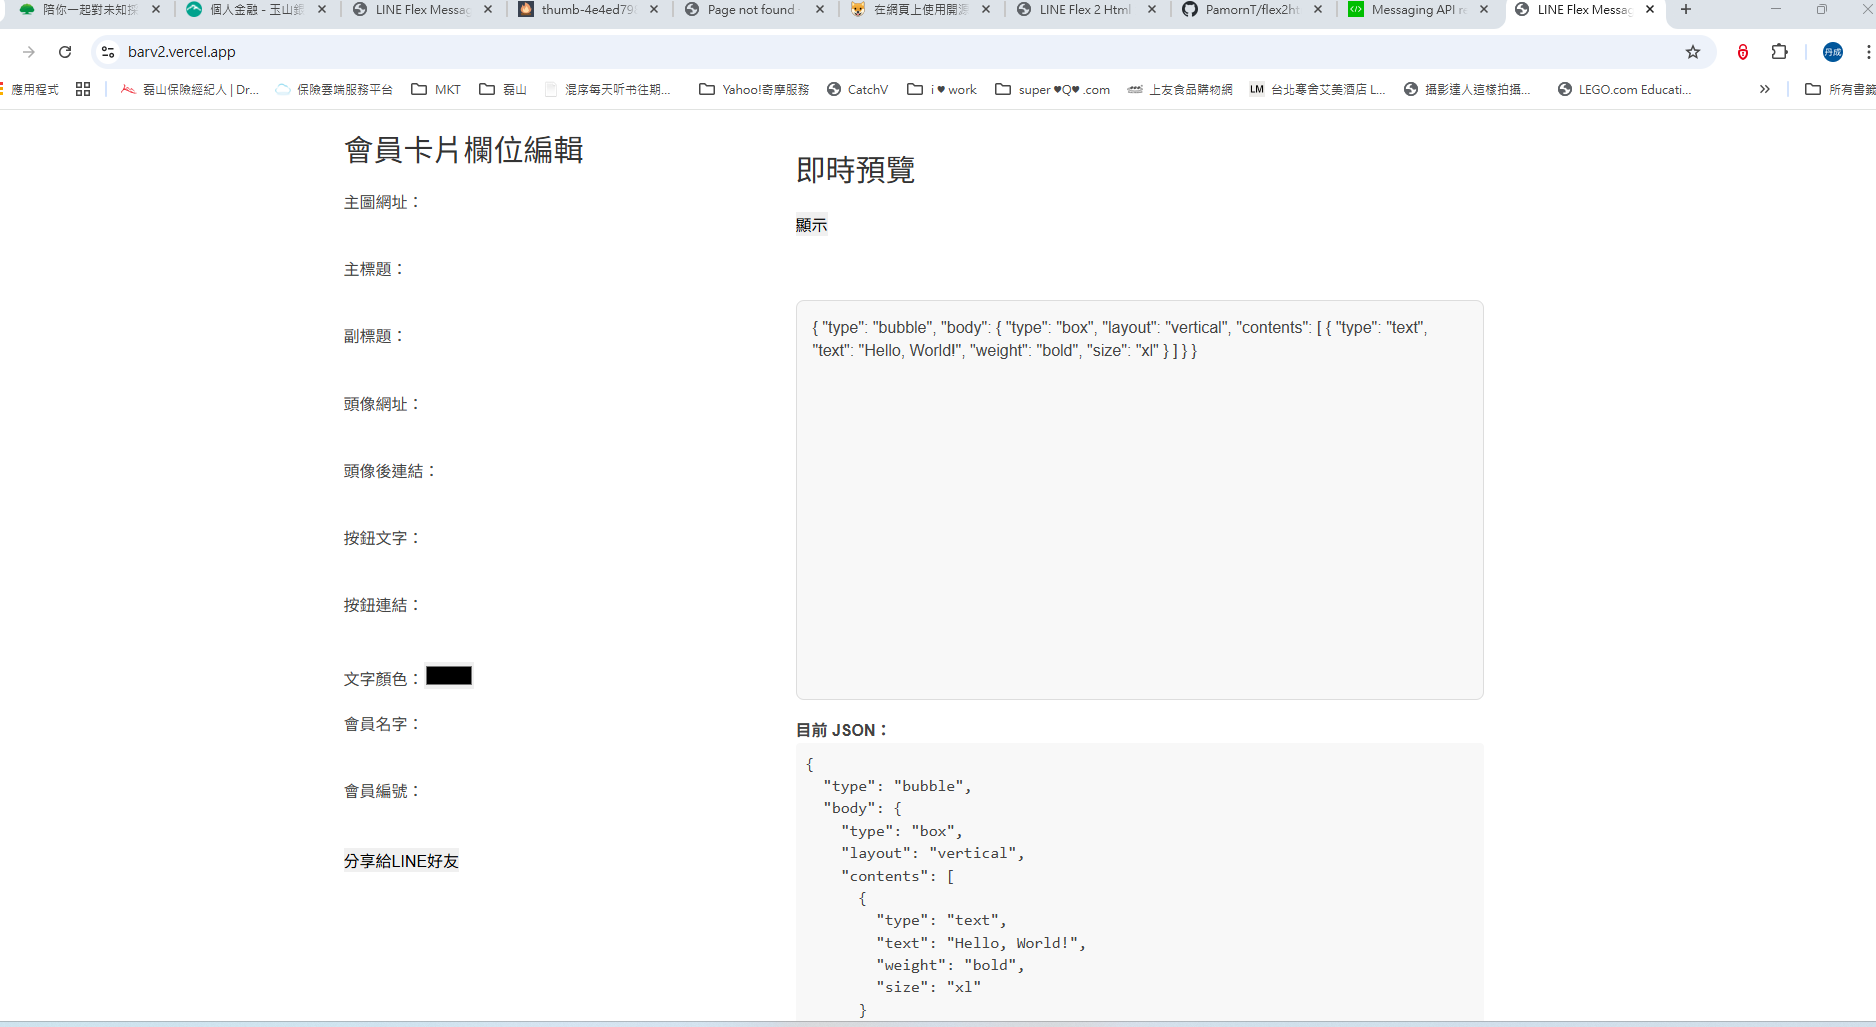 陪你一起對未知探
個人金融 - 玉山銀
LINE Flex Messag
thumb-4e4ed79
Page not found
在網頁上使用開源
LINE Flex 2 Html
PamornT/flex2ht
Messaging API re
LINE Flex Messag
barv2.vercel.app
丹成
應用程式
磊山保險經紀人 | Dr...
保險雲端服務平台
MKT
磊山
混序每天听书往期...
Yahoo!奇摩服務
CatchV
i ♥ work
super ♥Q♥ .com
上友食品購物網
LM 台北寒舍艾美酒店 L...
攝影達人這樣拍攝...
LEGO.com Educati...
所有書籤
會員卡片欄位編輯
主圖網址：
主標題：
副標題：
頭像網址：
頭像後連結：
按鈕文字：
按鈕連結：
文字顏色：
會員名字：
會員編號：
分享給LINE好友
即時預覽
顯示
{ "type": "bubble", "body": { "type": "box", "layout": "vertical", "contents": [ { "type": "text",
"text": "Hello, World!", "weight": "bold", "size": "xl" } ] } }
目前 JSON：
{
  "type": "bubble",
  "body": {
    "type": "box",
    "layout": "vertical",
    "contents": [
      {
        "type": "text",
        "text": "Hello, World!",
        "weight": "bold",
        "size": "xl"
      }